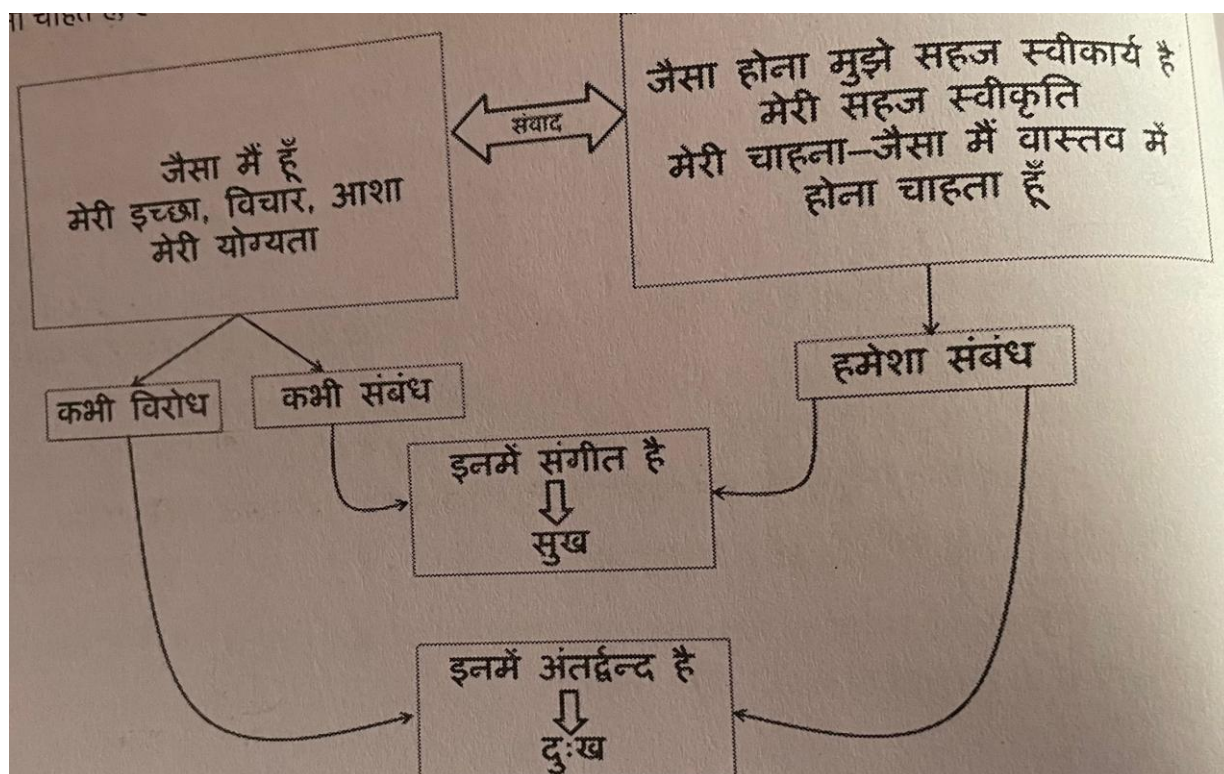 जैसा मैं हूँ
मेरी इच्छा, विचार, आशा
मेरी योग्यता
संवाद
जैसा होना मुझे सहज स्वीकार्य है
मेरी सहज स्वीकृति
मेरी चाहना–जैसा मैं वास्तव में
होना चाहता हूँ
कभी विरोध
कभी संबंध
हमेशा संबंध
इनमें संगीत है
सुख
इनमें अंतर्द्वन्द है
दुःख